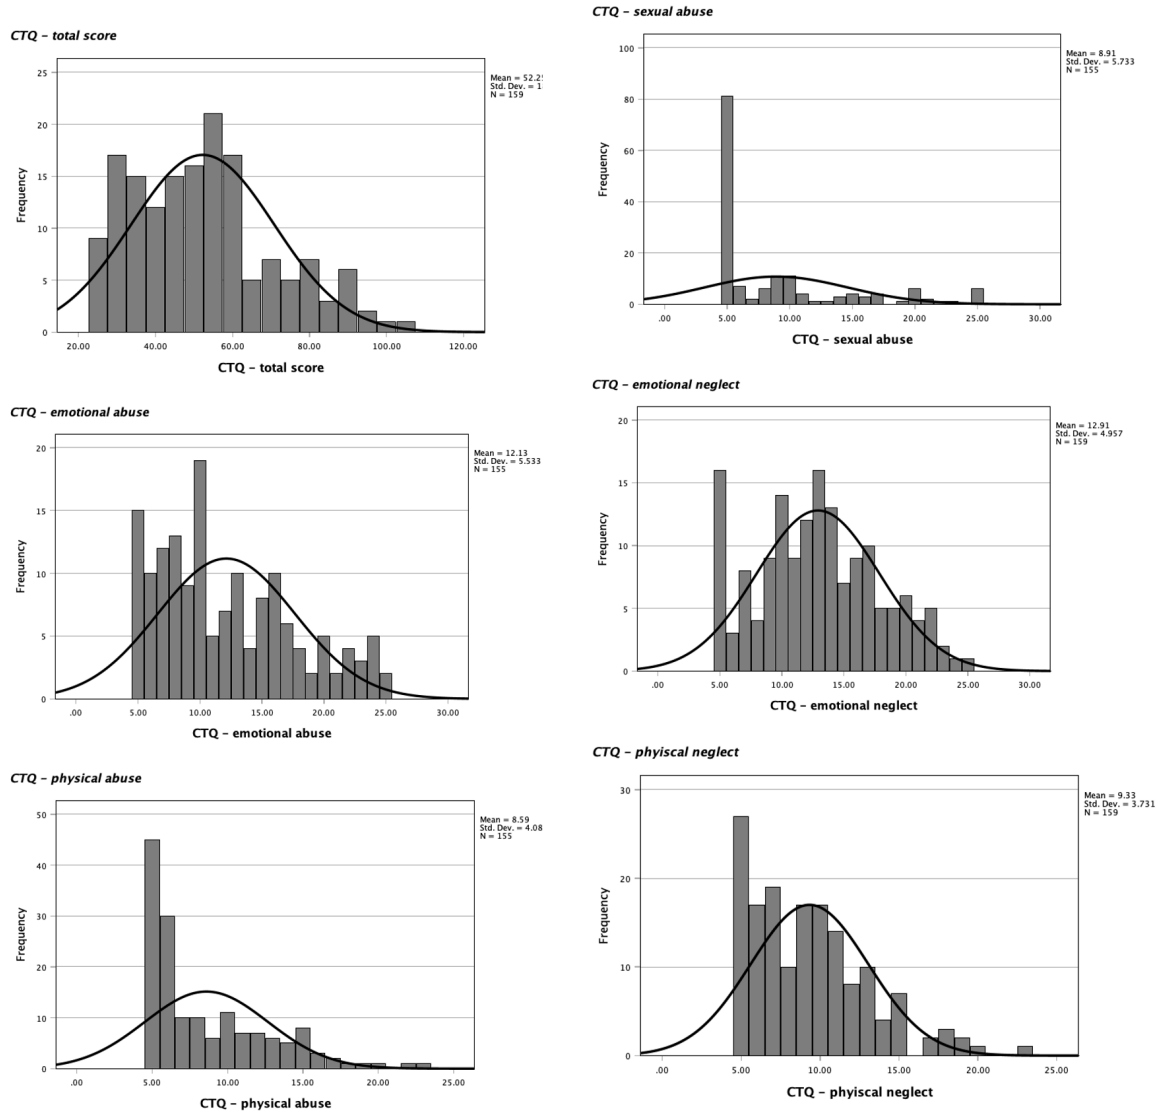 CTQ – total score
25
20
15
10
5
0
Frequency
20.00 40.00 60.00 80.00 100.00 120.00
CTQ – total score
Mean = 52.2
Std. Dev. = 1
N = 159
CTQ – sexual abuse
100
80
60
40
20
0
Frequency
.00 5.00 10.00 15.00 20.00 25.00 30.00
CTQ – sexual abuse
Mean = 8.91
Std. Dev. = 5.733
N = 155
CTQ – emotional abuse
20
15
10
5
0
Frequency
.00 5.00 10.00 15.00 20.00 25.00 30.00
CTQ – emotional abuse
Mean = 12.13
Std. Dev. = 5.533
N = 155
CTQ – emotional neglect
20
15
10
5
0
Frequency
.00 5.00 10.00 15.00 20.00 25.00 30.00
CTQ – emotional neglect
Mean = 12.91
Std. Dev. = 4.957
N = 159
CTQ – physical abuse
50
40
30
20
10
0
Frequency
.00 5.00 10.00 15.00 20.00 25.00
CTQ – physical abuse
Mean = 8.59
Std. Dev. = 4.08
N = 155
CTQ – phyiscal neglect
30
20
10
0
Frequency
.00 5.00 10.00 15.00 20.00 25.00
CTQ – phyiscal neglect
Mean = 9.33
Std. Dev. = 3.731
N = 159